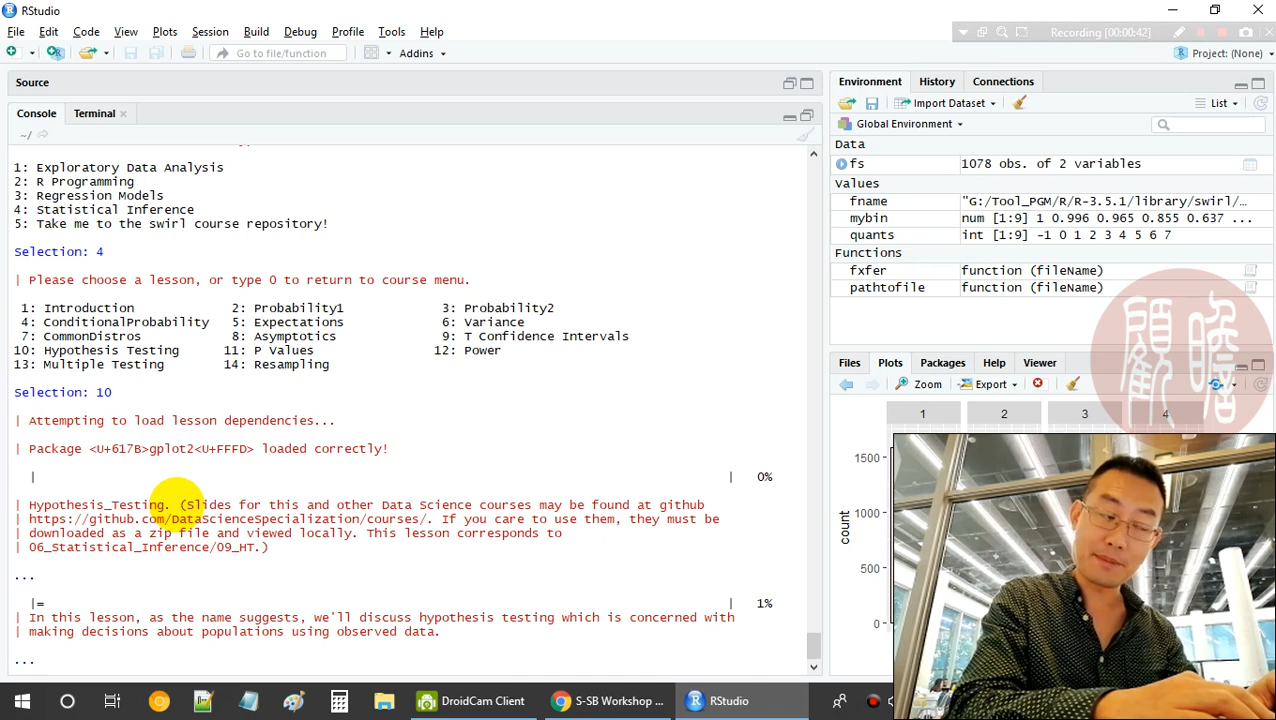 RStudio
File Edit Code View Plots Session Build Debug Profile Tools Help
Recording [00:00:42]
Go to file/function
Addins
Project: (None)
Source
Console Terminal
~/
1: Exploratory Data Analysis
2: R Programming
3: Regression Models
4: Statistical Inference
5: Take me to the swirl course repository!
Selection: 4
| Please choose a lesson, or type 0 to return to course menu.
1: Introduction 2: Probability1 3: Probability2
4: ConditionalProbability 5: Expectations 6: Variance
7: CommonDistros 8: Asymptotics 9: T Confidence Intervals
10: Hypothesis Testing 11: P Values 12: Power
13: Multiple Testing 14: Resampling
Selection: 10
| Attempting to load lesson dependencies...
| Package <U+617B>gplot2<U+FFFD> loaded correctly!
| | 0%
| Hypothesis_Testing. (Slides for this and other Data Science courses may be found at github
| https://github.com/DataScienceSpecialization/courses/. If you care to use them, they must be
| downloaded as a zip file and viewed locally. This lesson corresponds to
| 06_Statistical_Inference/09_HT.)
...
|= | 1%
| In this lesson, as the name suggests, we'll discuss hypothesis testing which is concerned with
| making decisions about populations using observed data.
...
Environment History Connections
Import Dataset
List
Global Environment
Data
fs 1078 obs. of 2 variables
Values
fname "G:/Tool_PGM/R/R-3.5.1/library/swirl/…
mybin num [1:9] 1 0.996 0.965 0.855 0.637 ...
quants int [1:9] -1 0 1 2 3 4 5 6 7
Functions
fxfer function (fileName)
pathtofile function (fileName)
Files Plots Packages Help Viewer
Zoom Export
1 2 3 4
1500
1000
500
0
count
顧瞻
DroidCam Client
S-SB Workshop ...
RStudio